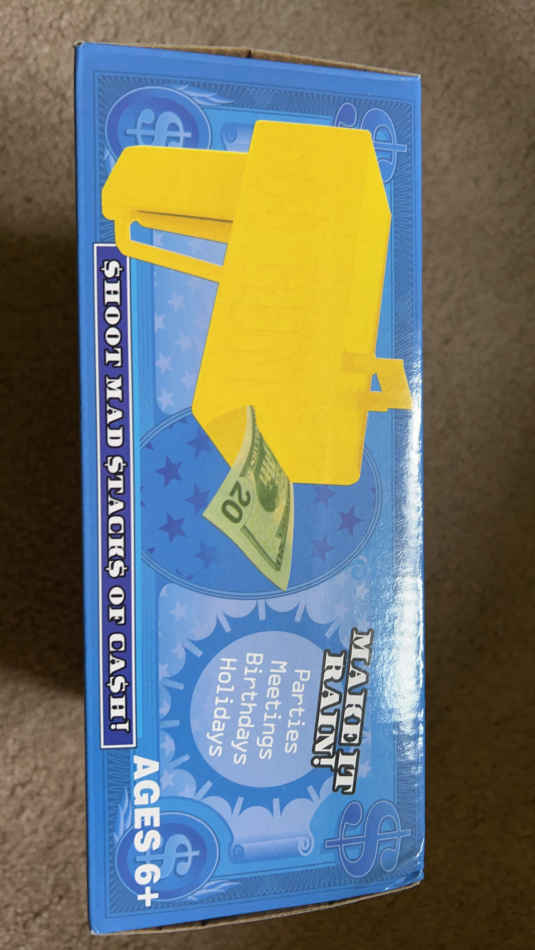 MAKE IT
RAIN!
Parties
Meetings
Birthdays
Holidays
20
$HOOT MAD $TACK$ OF CA$H!
AGES 6+